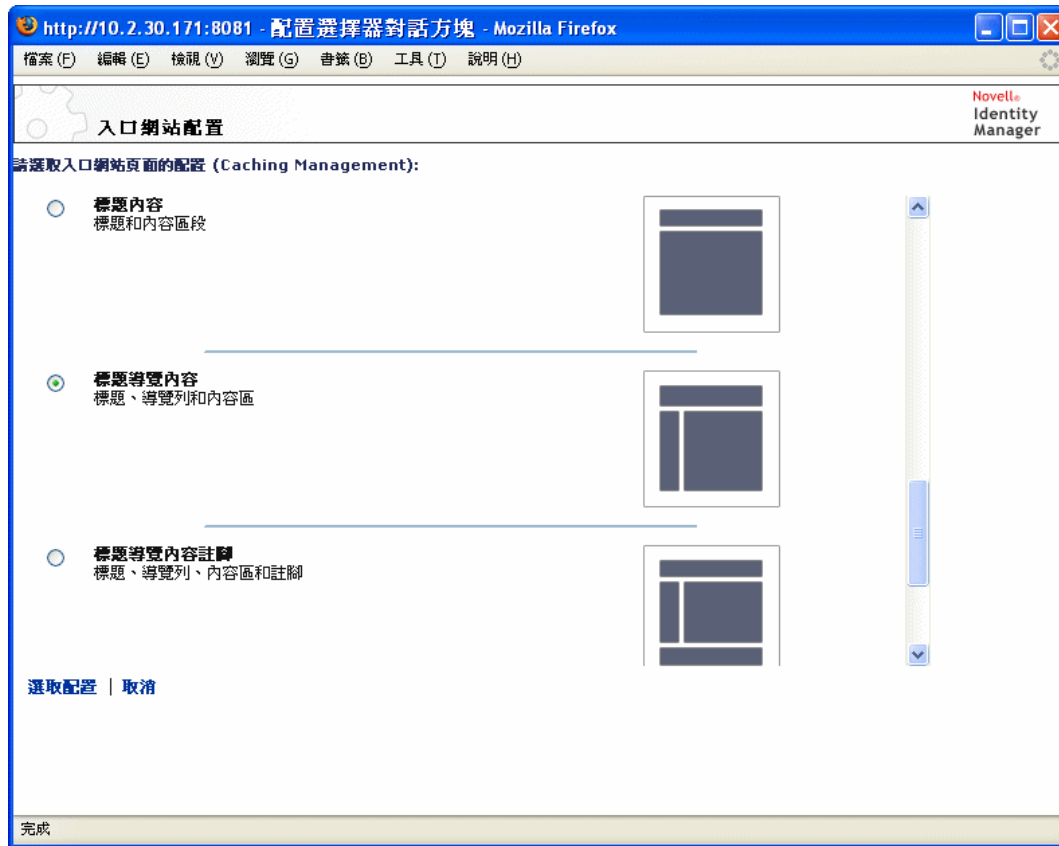 http://10.2.30.171:8081 - 配置選擇器對話方塊 - Mozilla Firefox
檔案(F) 編輯(E) 檢視(V) 瀏覽(G) 書籤(B) 工具(T) 說明(H)
入口網站配置
Novell®
Identity
Manager
請選取入口網站頁面的配置 (Caching Management):
標題內容
標題和內容區段
標題導覽內容
標題、導覽列和內容區
標題導覽內容註腳
標題、導覽列、內容區和註腳
選取配置 | 取消
完成